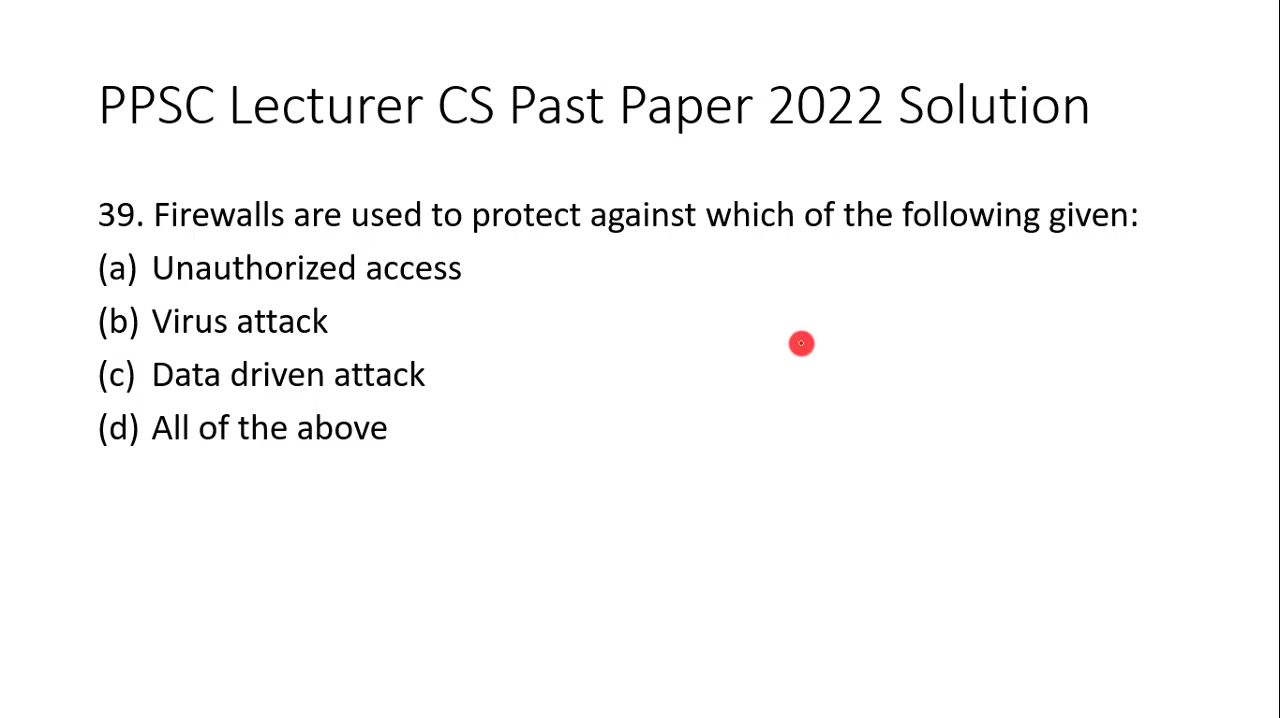 PPSC Lecturer CS Past Paper 2022 Solution
39. Firewalls are used to protect against which of the following given:
(a) Unauthorized access
(b) Virus attack
(c) Data driven attack
(d) All of the above